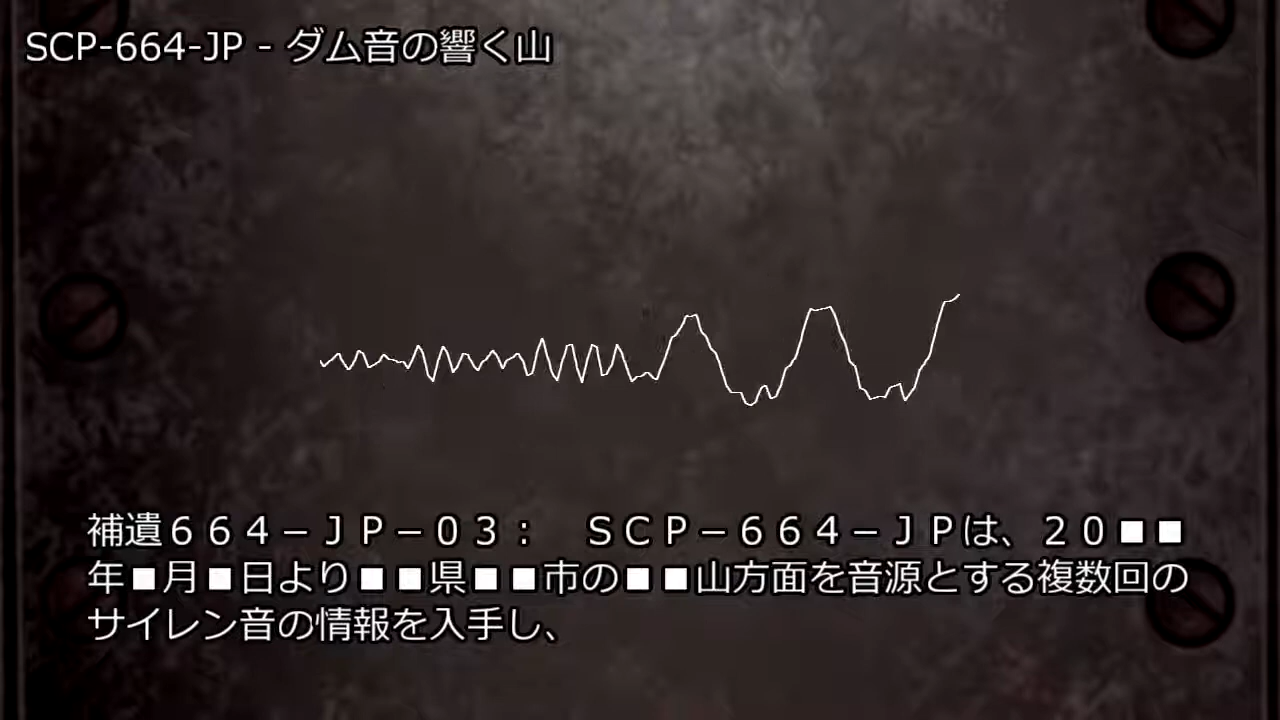 SCP-664-JP - ダム音の響く山
補遺６６４－ＪＰ－０３：　ＳＣＰ－６６４－ＪＰは、２０■■
年■月■日より■■県■■市の■■山方面を音源とする複数回の
サイレン音の情報を入手し、